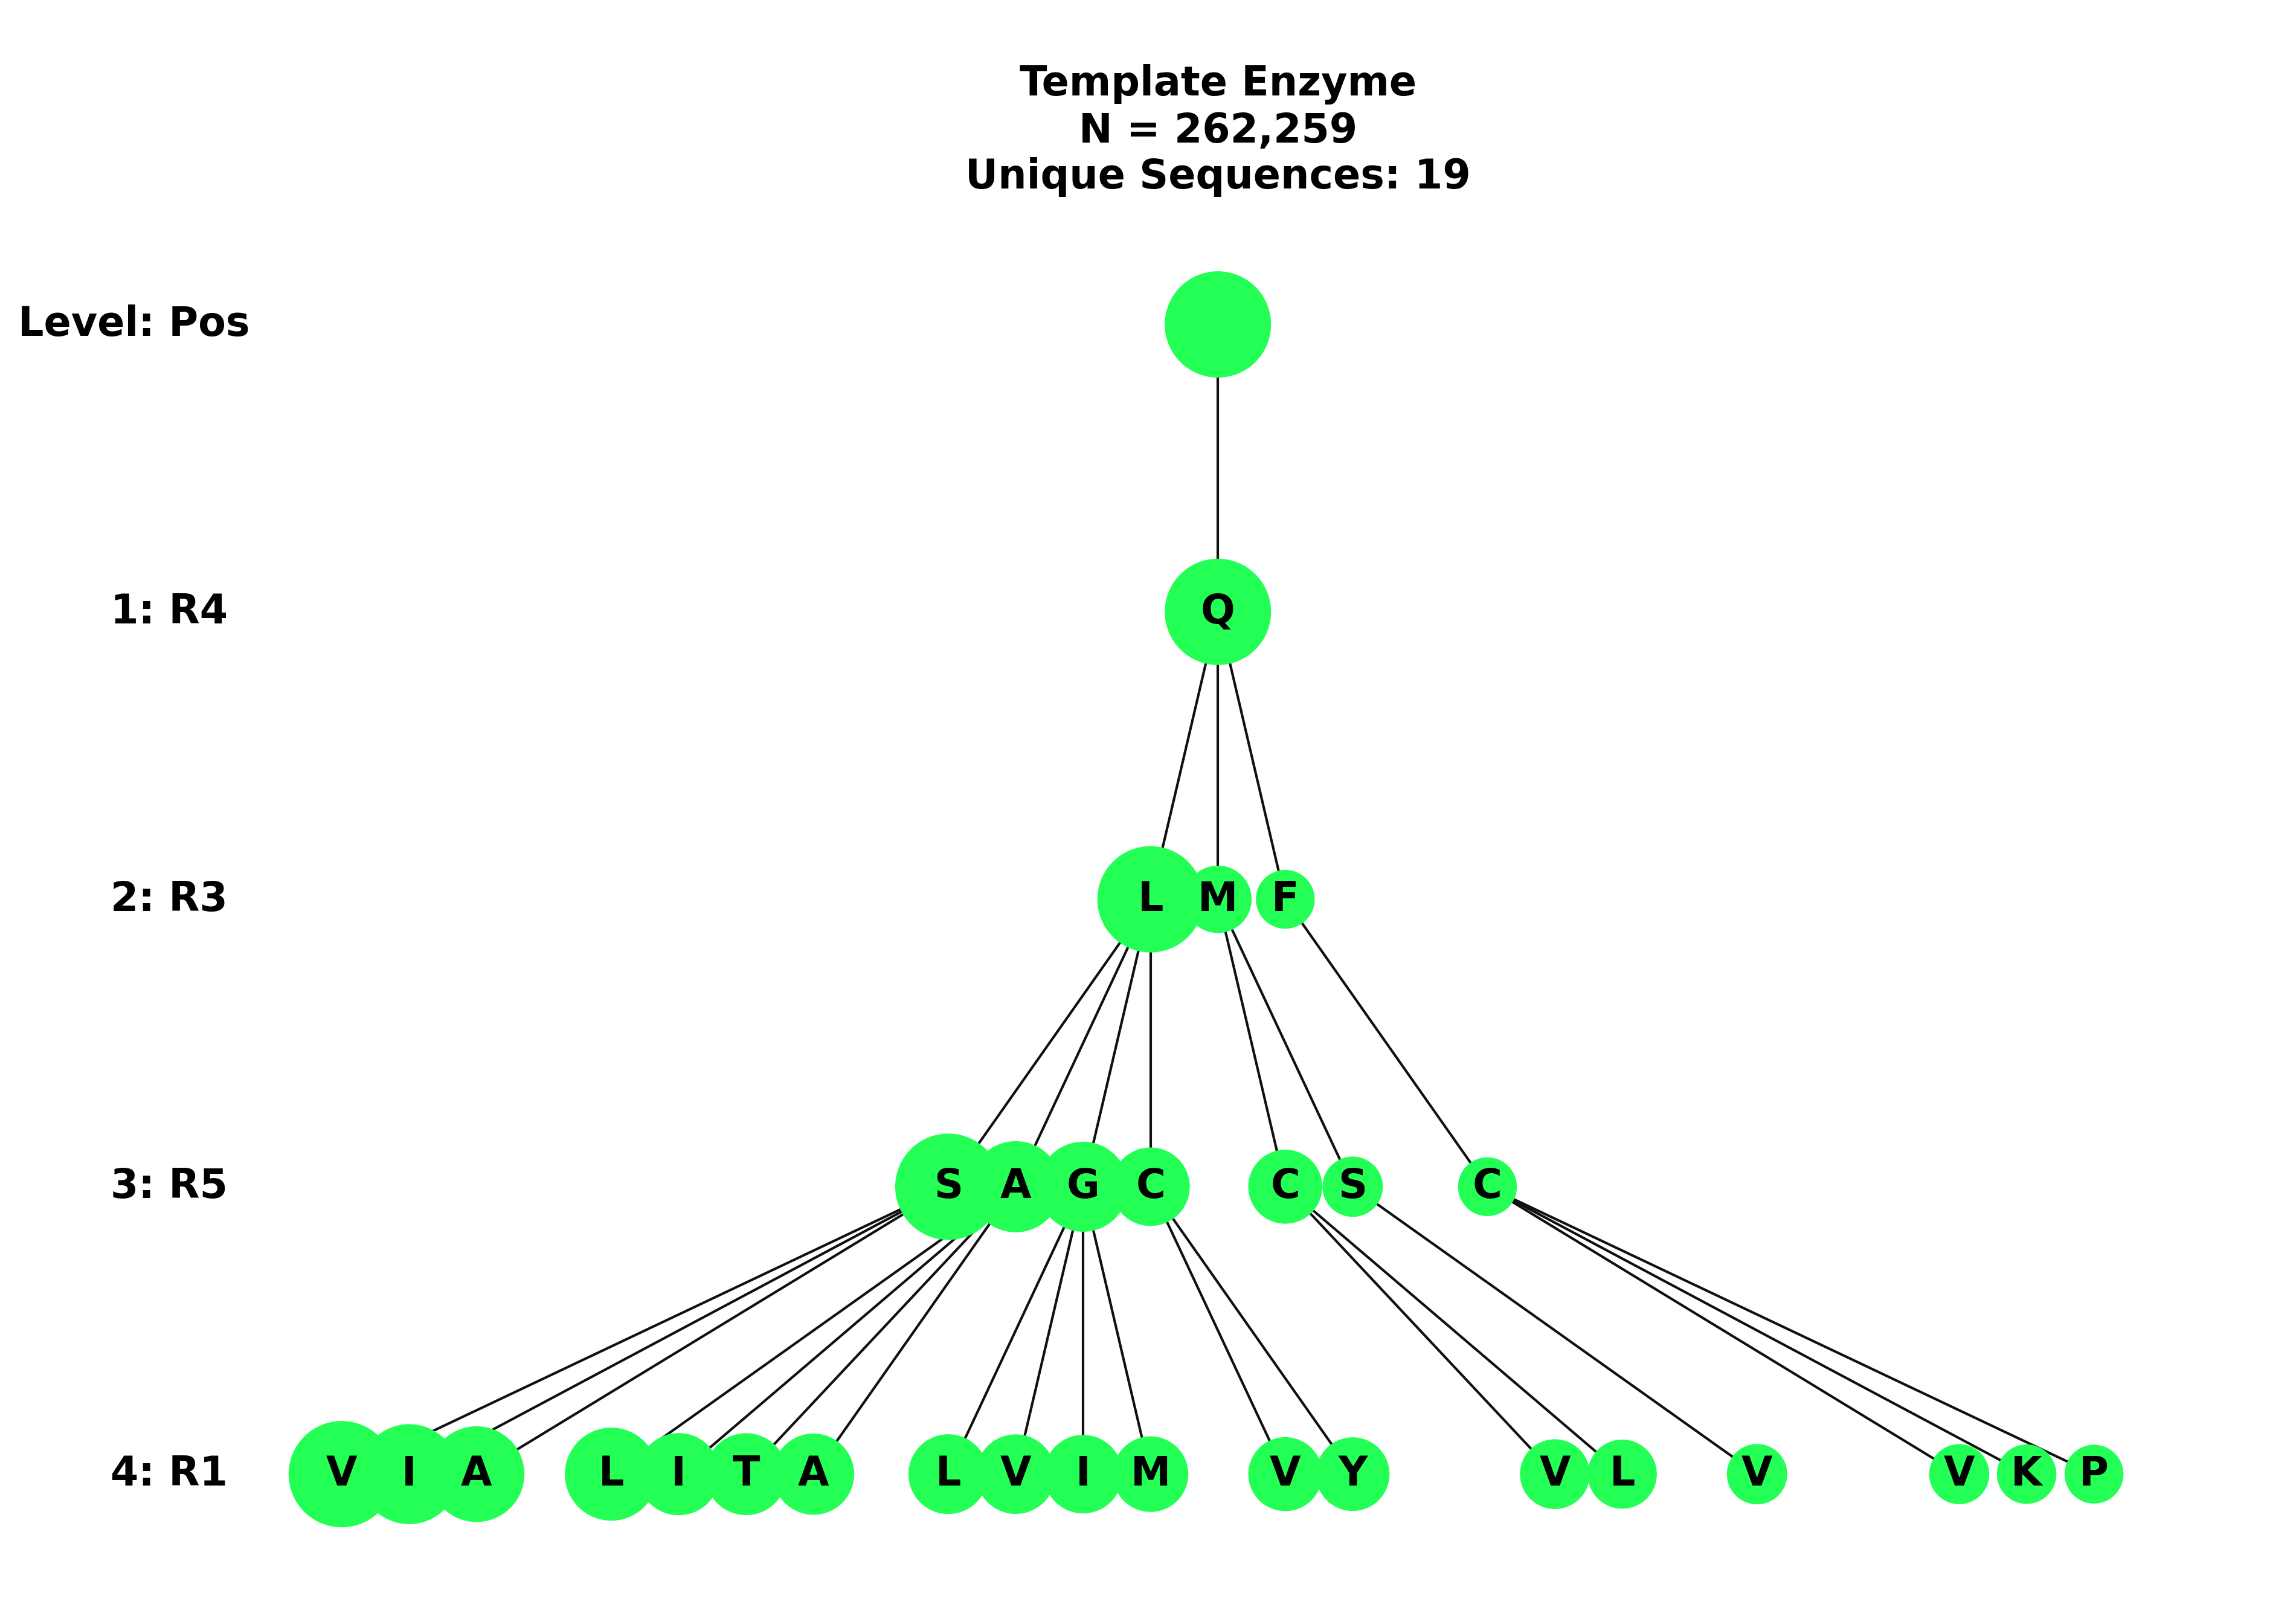 Template Enzyme
N = 262,259
Unique Sequences: 19
Level: Pos
1: R4
Q
2: R3
L M F
3: R5
S A G C C S C
4: R1
V I A L I T A L V I M V Y V L V V K P